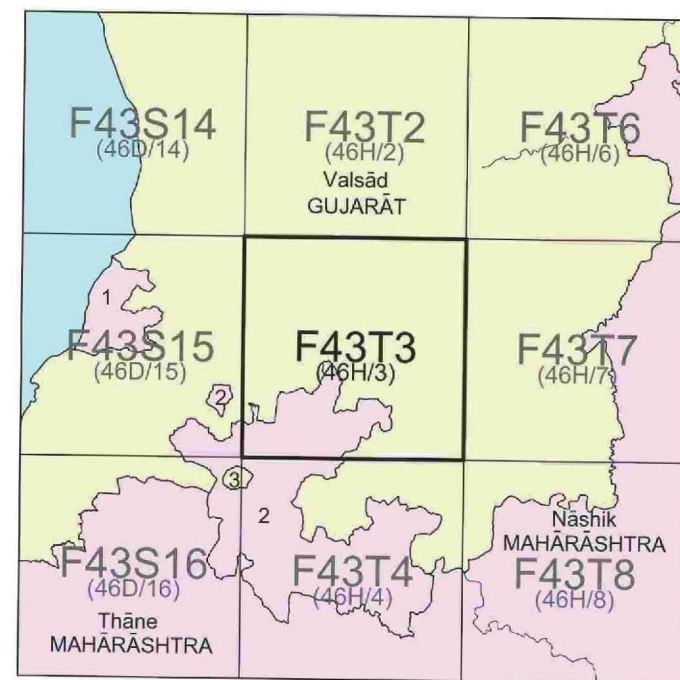 F43S14
(46D/14)
F43T2
(46H/2)
Valsād
GUJARĀT
F43T6
(46H/6)
1
F43S15
(46D/15)
2
F43T3
(46H/3)
F43T7
(46H/7)
3
2
F43S16
(46D/16)
Thāne
MAHĀRĀSHTRA
F43T4
(46H/4)
Nāshik
MAHĀRĀSHTRA
F43T8
(46H/8)